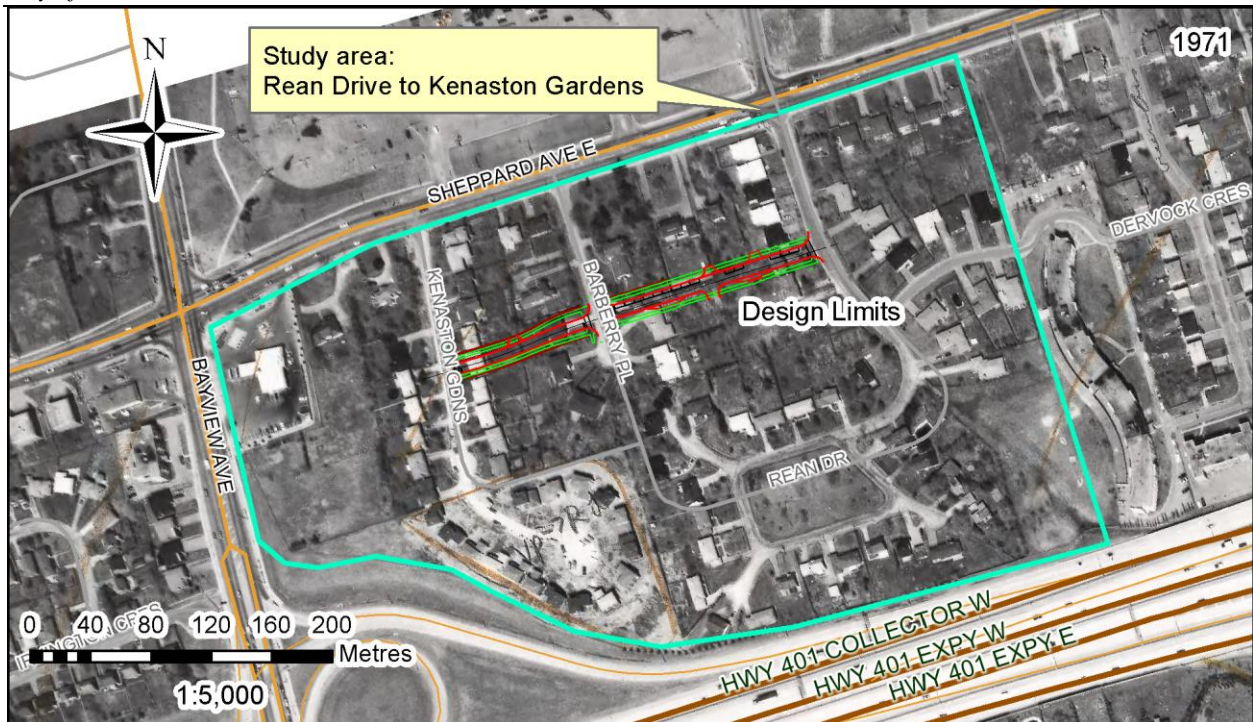 1971
N
Study area:
Rean Drive to Kenaston Gardens
SHEPPARD AVE E
DERVOCK CRES
KENASTON GDNS
BARBERRY PL
Design Limits
BAYVIEW AVE
REAN DR
0 40 80 120 160 200
Metres
CRES
1:5,000
HWY 401 COLLECTOR W
HWY 401 EXPY W
HWY 401 EXPY E